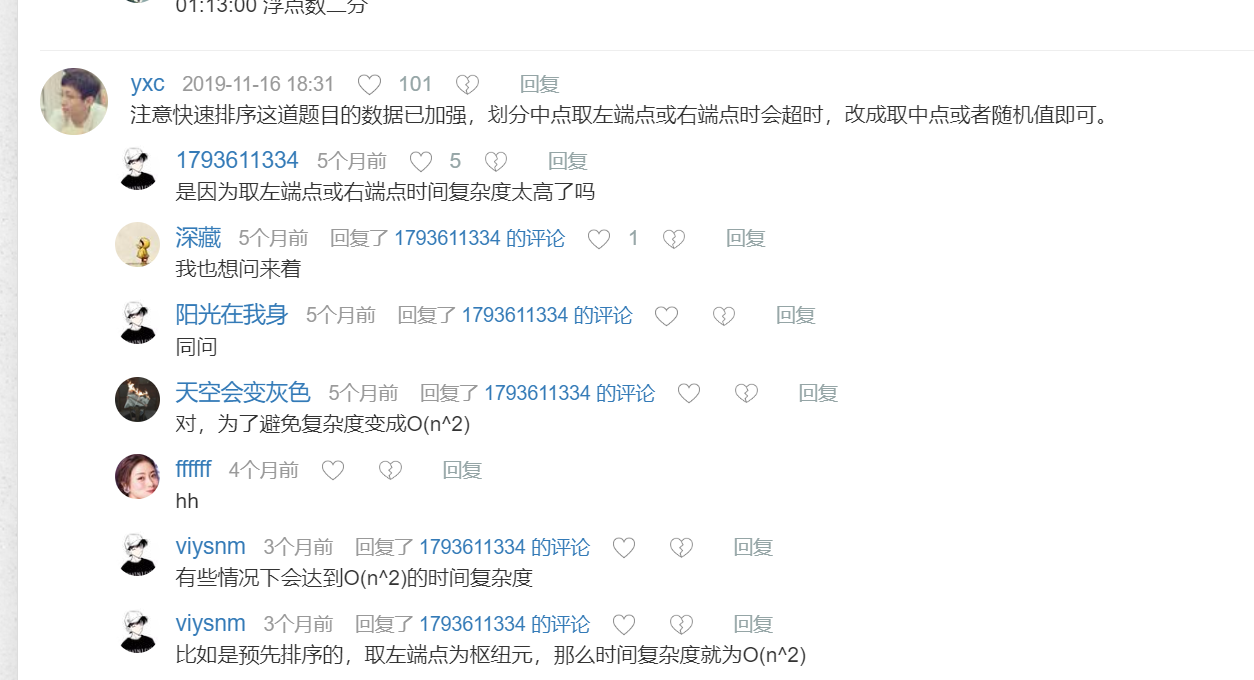 01:13:00 浮点数二分
yxc 2019-11-16 18:31 101 回复
注意快速排序这道题目的数据已加强，划分中点取左端点或右端点时会超时，改成取中点或者随机值即可。
1793611334 5个月前 5 回复
是因为取左端点或右端点时间复杂度太高了吗
深藏 5个月前 回复了 1793611334 的评论 1 回复
我也想问来着
阳光在我身 5个月前 回复了 1793611334 的评论 回复
同问
天空会变灰色 5个月前 回复了 1793611334 的评论 回复
对，为了避免复杂度变成O(n^2)
ffffff 4个月前 回复
hh
viysnm 3个月前 回复了 1793611334 的评论 回复
有些情况下会达到O(n^2)的时间复杂度
viysnm 3个月前 回复了 1793611334 的评论 回复
比如是预先排序的，取左端点为枢纽元，那么时间复杂度就为O(n^2)